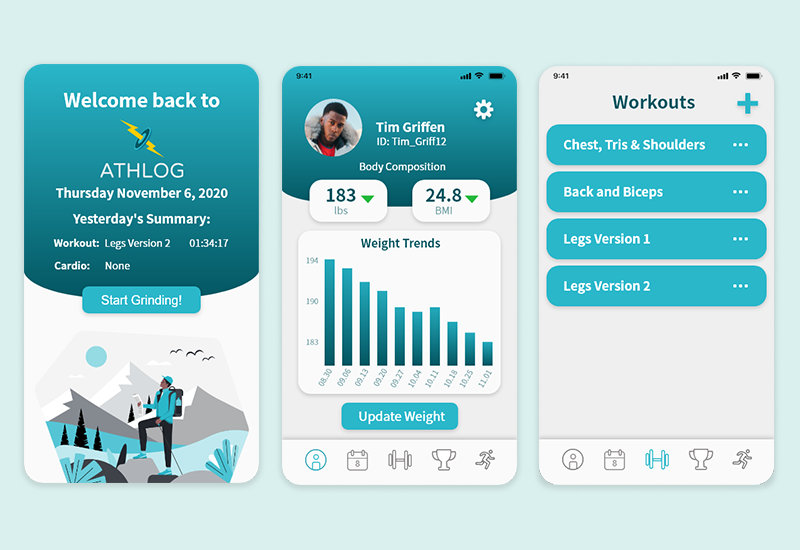 Welcome back to
ATHLOG
Thursday November 6, 2020
Yesterday's Summary:
Workout: Legs Version 2 01:34:17
Cardio: None
Start Grinding!
9:41
Tim Griffen
ID: Tim_Griff12
Body Composition
183
lbs
24.8
BMI
Weight Trends
194
190
183
08.30 09.06 09.13 09.20 09.27 10.04 10.11 10.18 10.25 11.01
Update Weight
8
9:41
Workouts
Chest, Tris & Shoulders
Back and Biceps
Legs Version 1
Legs Version 2
8